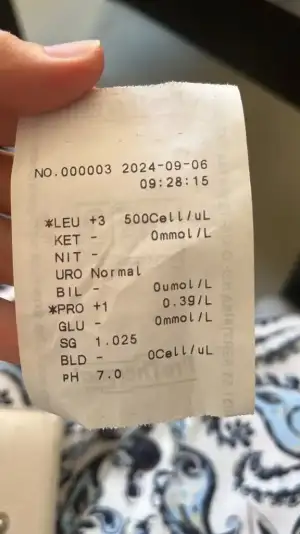 NO.000003 2024-09-06
09:28:15
*LEU +3 500Cell/uL
KET - 0mmol/L
NIT -
URO Normal
BIL - 0umol/L
*PRO +1 0.3g/L
GLU - 0mmol/L
SG 1.025
BLD - 0Cell/uL
pH 7.0